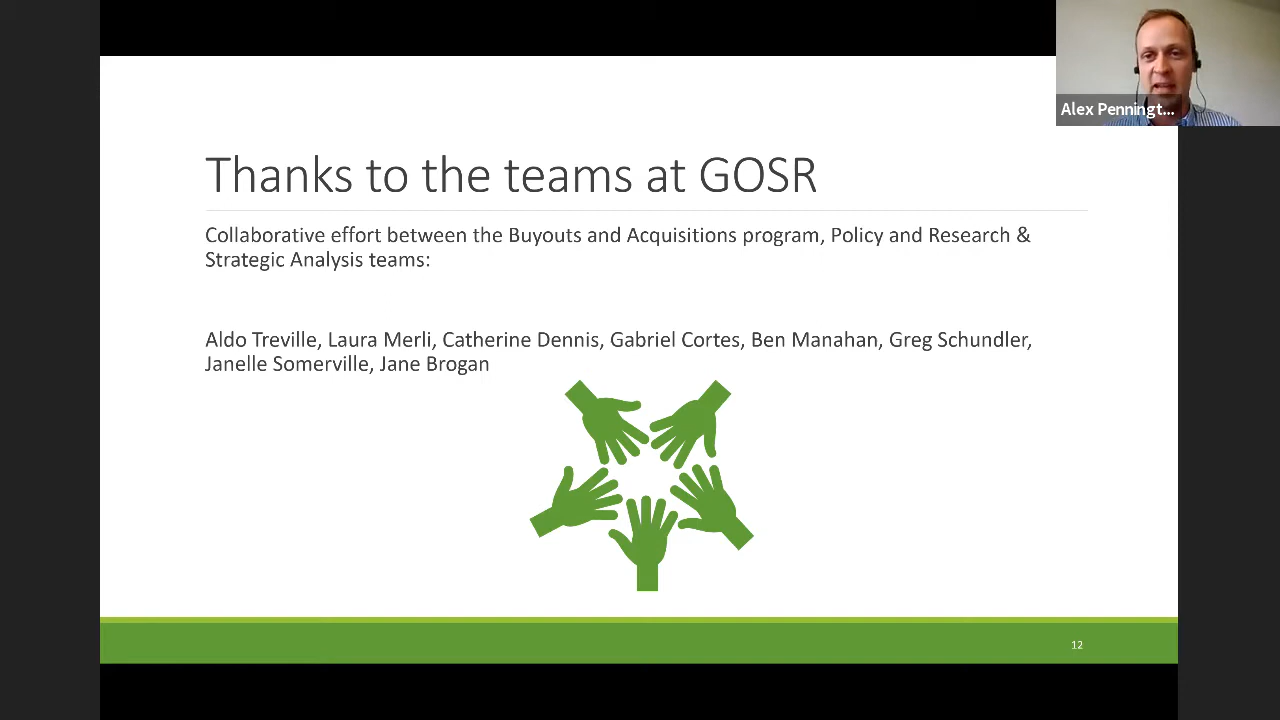 Alex Penningt...
Thanks to the teams at GOSR
Collaborative effort between the Buyouts and Acquisitions program, Policy and Research &
Strategic Analysis teams:
Aldo Treville, Laura Merli, Catherine Dennis, Gabriel Cortes, Ben Manahan, Greg Schundler,
Janelle Somerville, Jane Brogan
12